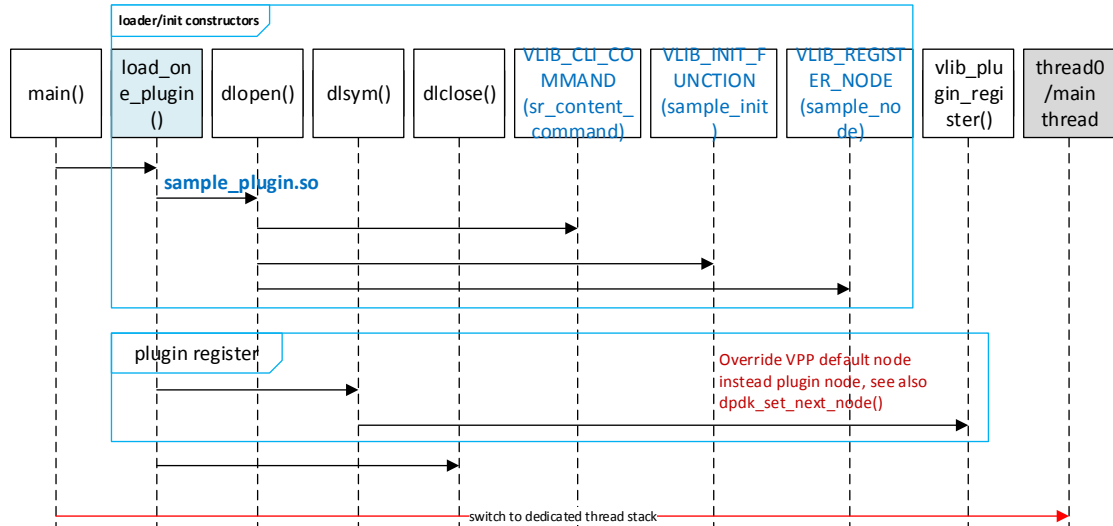 loader/init constructors
main()
load_on
e_plugin
()
dlopen()
dlsym()
dlclose()
VLIB_CLI_CO
MMAND
(sr_content_
command)
VLIB_INIT_F
UNCTION
(sample_init
)
VLIB_REGIST
ER_NODE
(sample_no
de)
vlib_plu
gin_regi
ster()
thread0
/main
thread
sample_plugin.so
plugin register
Override VPP default node
instead plugin node, see also
dpdk_set_next_node()
switch to dedicated thread stack